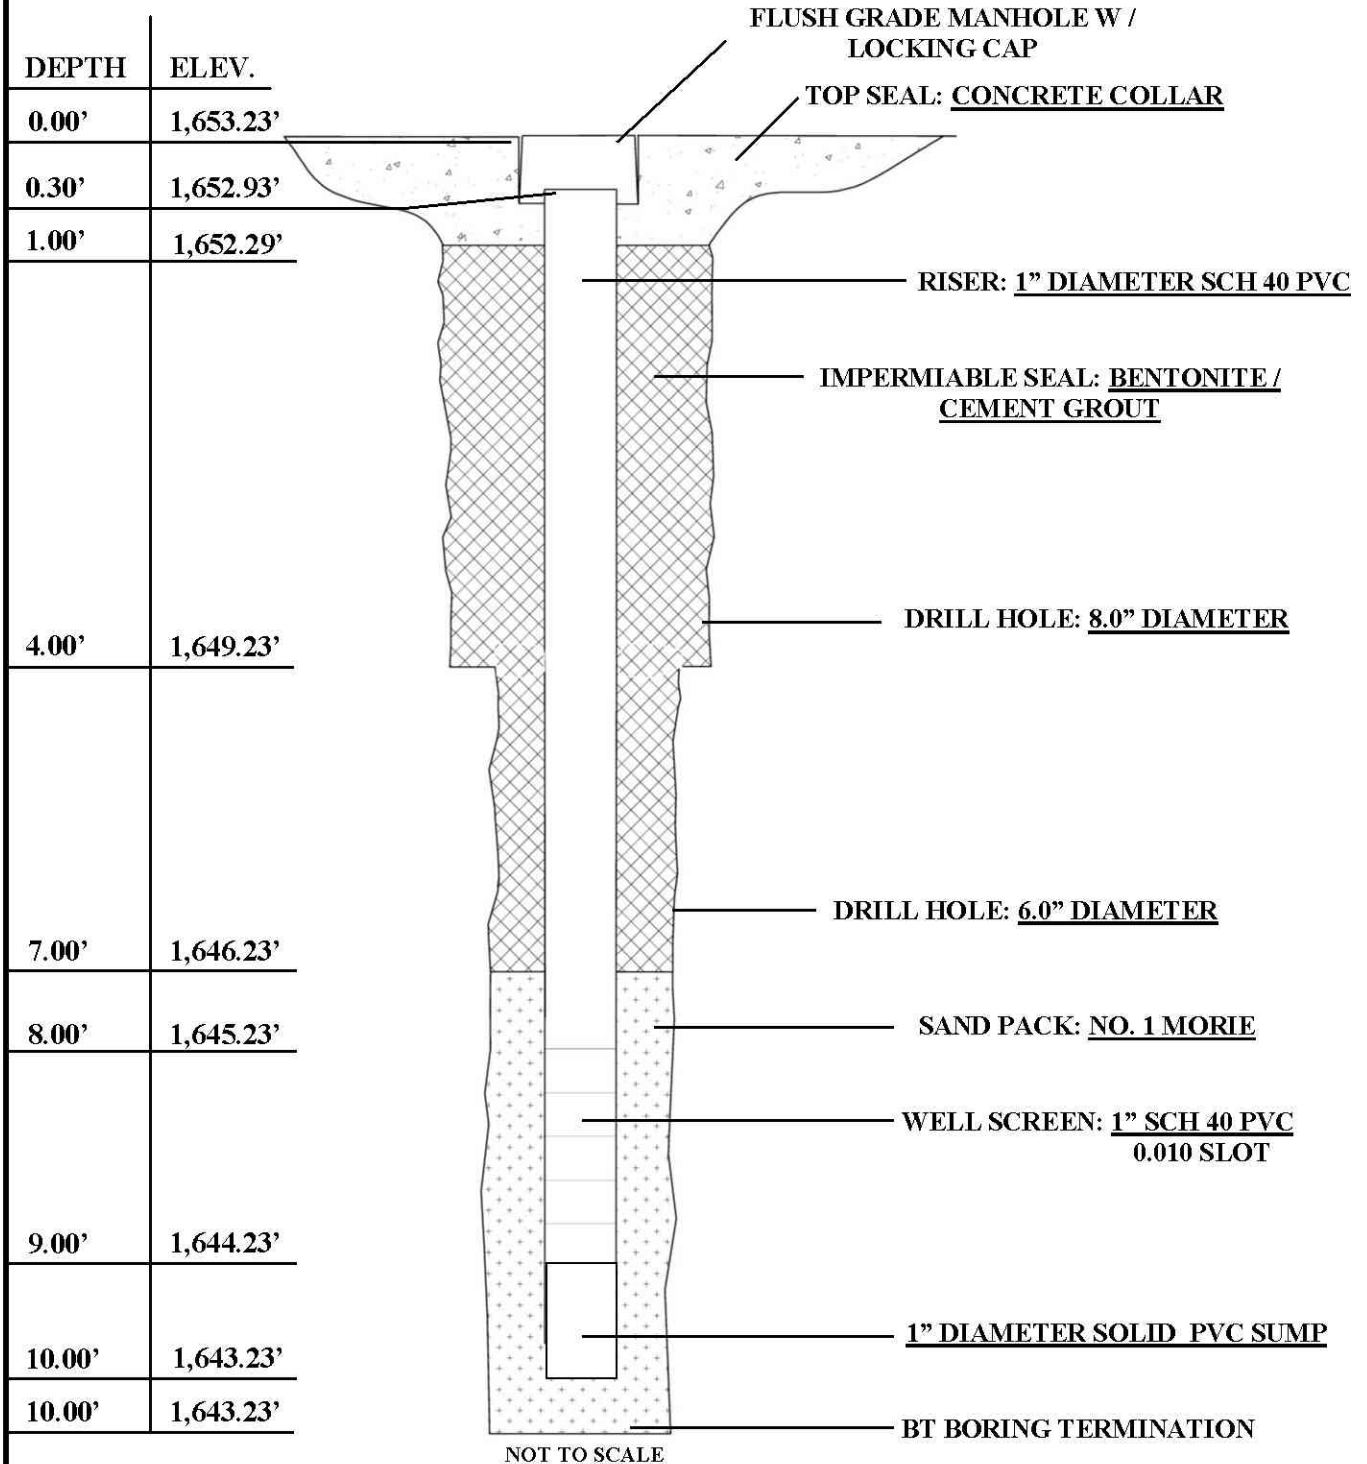 FLUSH GRADE MANHOLE W /
LOCKING CAP
DEPTH ELEV.
TOP SEAL: CONCRETE COLLAR
0.00’ 1,653.23’
0.30’ 1,652.93’
1.00’ 1,652.29’
RISER: 1” DIAMETER SCH 40 PVC
IMPERMIABLE SEAL: BENTONITE /
CEMENT GROUT
DRILL HOLE: 8.0” DIAMETER
4.00’ 1,649.23’
DRILL HOLE: 6.0” DIAMETER
7.00’ 1,646.23’
SAND PACK: NO. 1 MORIE
8.00’ 1,645.23’
WELL SCREEN: 1” SCH 40 PVC
0.010 SLOT
9.00’ 1,644.23’
1” DIAMETER SOLID PVC SUMP
10.00’ 1,643.23’
10.00’ 1,643.23’
BT BORING TERMINATION
NOT TO SCALE